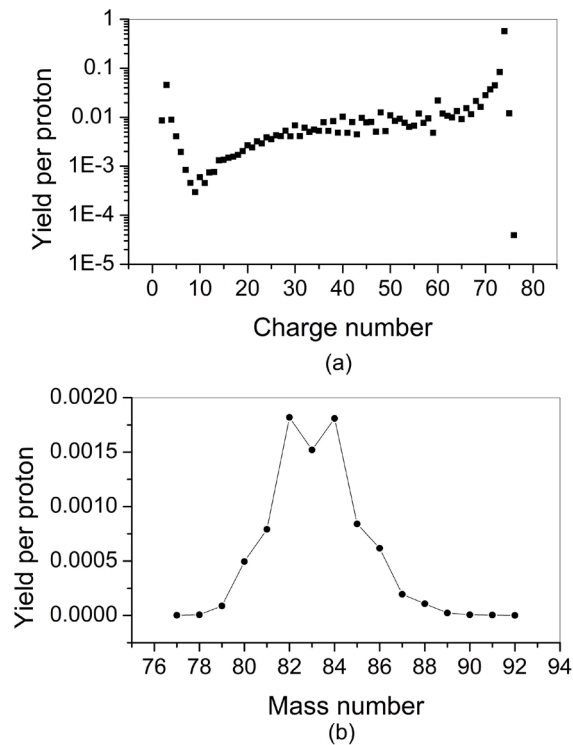 1
0.1
0.01
1E-3
1E-4
1E-5
Yield per proton
0 10 20 30 40 50 60 70 80
Charge number
(a)
0.0020
0.0015
0.0010
0.0005
0.0000
Yield per proton
76 78 80 82 84 86 88 90 92 94
Mass number
(b)